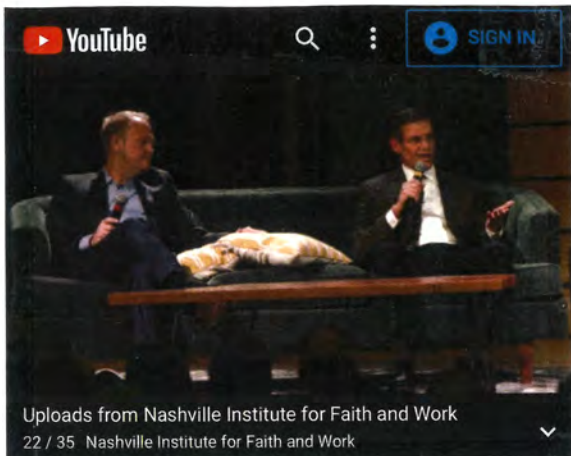 YouTube
SIGN IN
Uploads from Nashville Institute for Faith and Work
22 / 35 Nashville Institute for Faith and Work